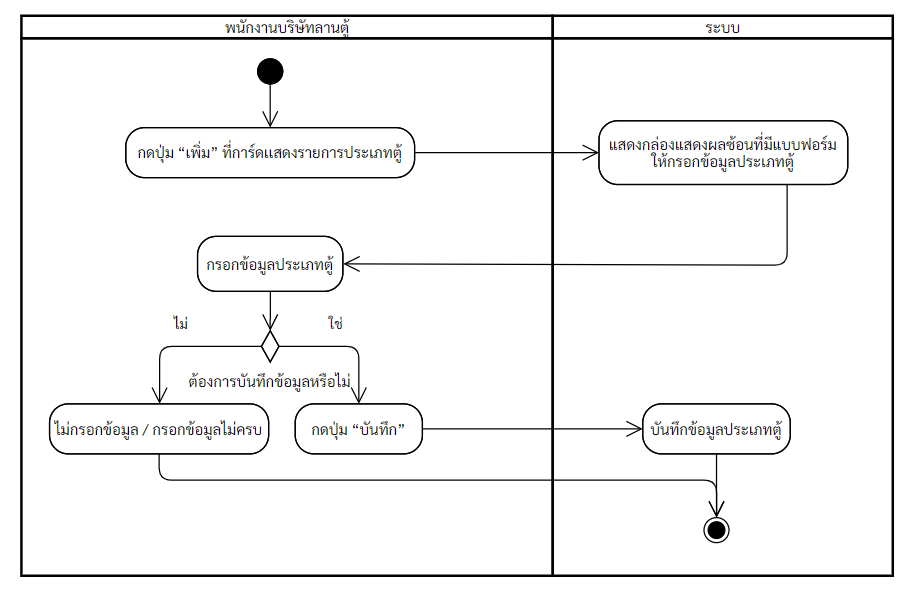 พนักงานบริษัทลานตู้
ระบบ
กดปุ่ม “เพิ่ม” ที่การ์ดแสดงรายการประเภทตู้
แสดงกล่องแสดงผลซ้อนที่มีแบบฟอร์ม
ให้กรอกข้อมูลประเภทตู้
กรอกข้อมูลประเภทตู้
ไม่
ใช่
ต้องการบันทึกข้อมูลหรือไม่
ไม่กรอกข้อมูล / กรอกข้อมูลไม่ครบ
กดปุ่ม “บันทึก”
บันทึกข้อมูลประเภทตู้